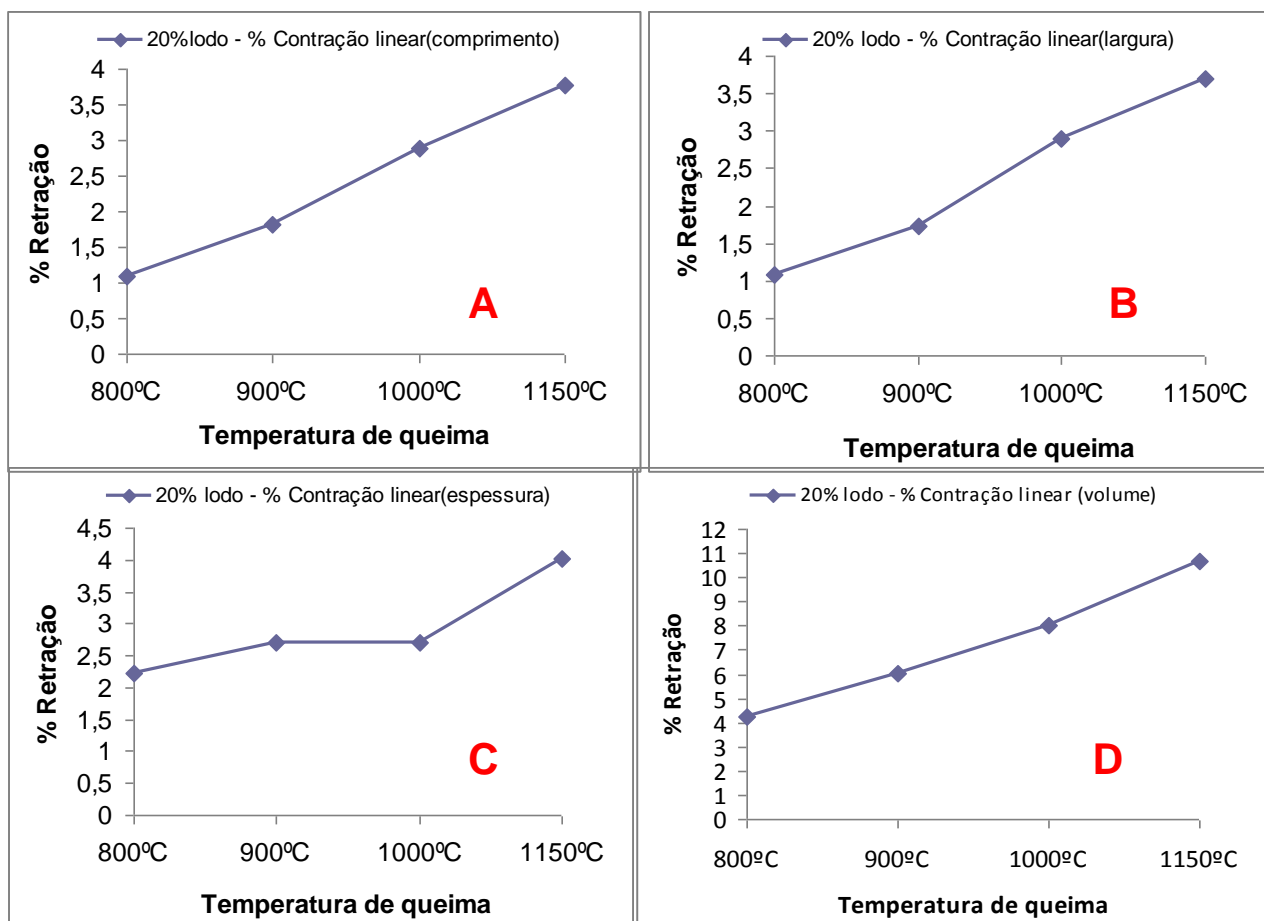 20%lodo - % Contração linear(comprimento)
4
3,5
3
2,5
2
1,5
1
0,5
0
% Retração
800ºC 900ºC 1000ºC 1150ºC
Temperatura de queima
A
20% lodo - % Contração linear(largura)
4
3,5
3
2,5
2
1,5
1
0,5
0
% Retração
800ºC 900ºC 1000ºC 1150ºC
Temperatura de queima
B
20% lodo - % Contração linear(espessura)
4,5
4
3,5
3
2,5
2
1,5
1
0,5
0
% Retração
800ºC 900ºC 1000ºC 1150ºC
Temperatura de queima
C
20% lodo - % Contração linear (volume)
12
11
10
9
8
7
6
5
4
3
2
1
0
% Retração
800ºC 900ºC 1000ºC 1150ºC
Temperatura de queima
D